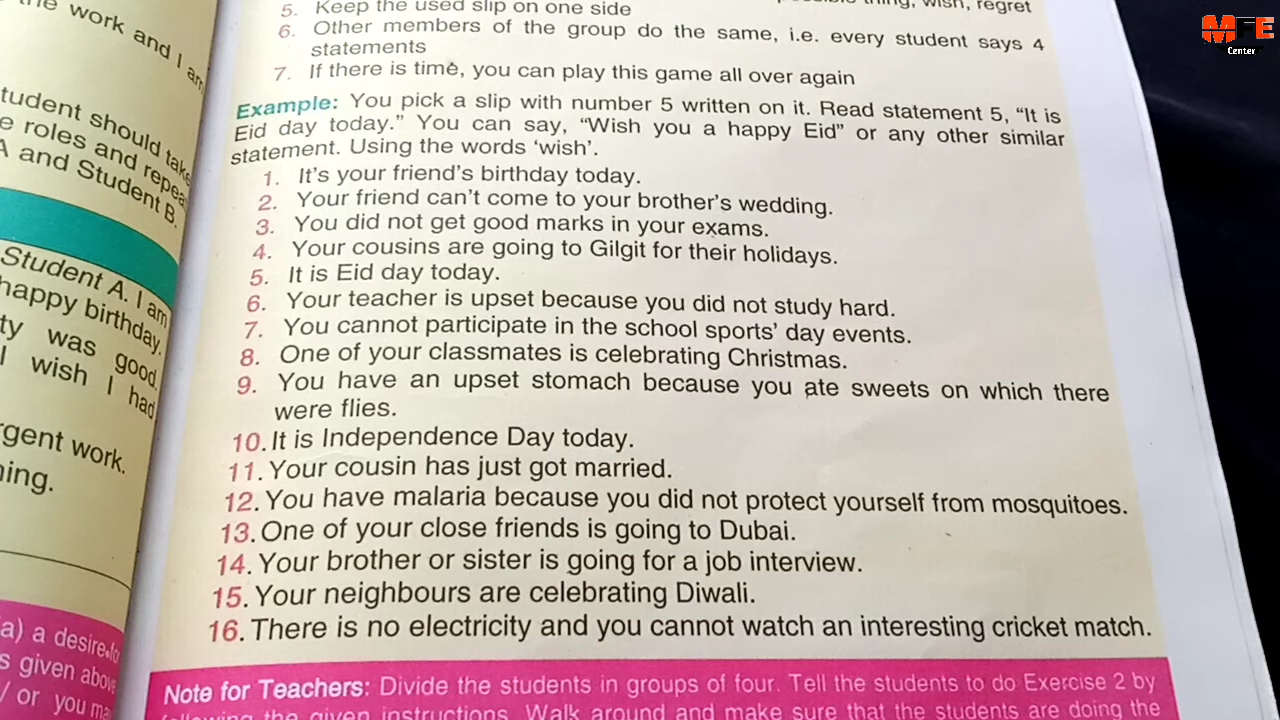 the work and I am
tudent should take
e roles and repea
A and Student B.
Student A. I am
happy birthday.
ty was good.
I wish I had
rgent work.
ning.
a) a desire fo
s given above
/ or you ma
thing, wish, regret
5. Keep the used slip on one side
6. Other members of the group do the same, i.e. every student says 4
statements
7. If there is time, you can play this game all over again
Example: You pick a slip with number 5 written on it. Read statement 5, “It is
Eid day today.” You can say, “Wish you a happy Eid” or any other similar
statement. Using the words ‘wish’.
1. It’s your friend’s birthday today.
2. Your friend can’t come to your brother’s wedding.
3. You did not get good marks in your exams.
4. Your cousins are going to Gilgit for their holidays.
5. It is Eid day today.
6. Your teacher is upset because you did not study hard.
7. You cannot participate in the school sports’ day events.
8. One of your classmates is celebrating Christmas.
9. You have an upset stomach because you ate sweets on which there
were flies.
10. It is Independence Day today.
11. Your cousin has just got married.
12. You have malaria because you did not protect yourself from mosquitoes.
13. One of your close friends is going to Dubai.
14. Your brother or sister is going for a job interview.
15. Your neighbours are celebrating Diwali.
16. There is no electricity and you cannot watch an interesting cricket match.
Note for Teachers: Divide the students in groups of four. Tell the students to do Exercise 2 by
following the given instructions. Walk around and make sure that the students are doing the
MFE
Center